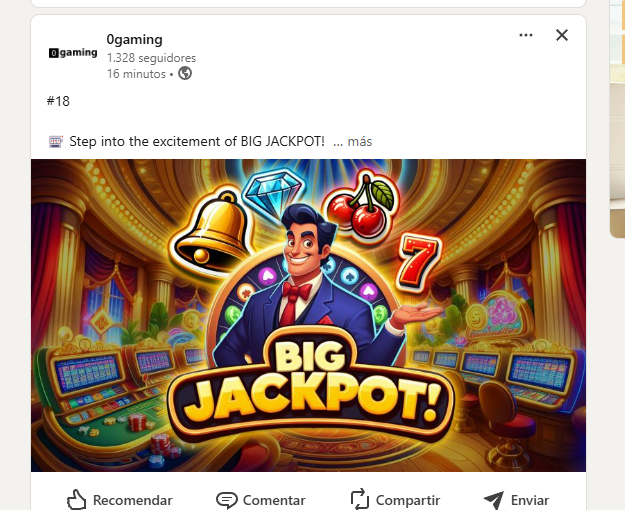 0gaming
0gaming
1.328 seguidores
16 minutos •
#18
Step into the excitement of BIG JACKPOT! ... más
7
BIG
JACKPOT!
Recomendar
Comentar
Compartir
Enviar